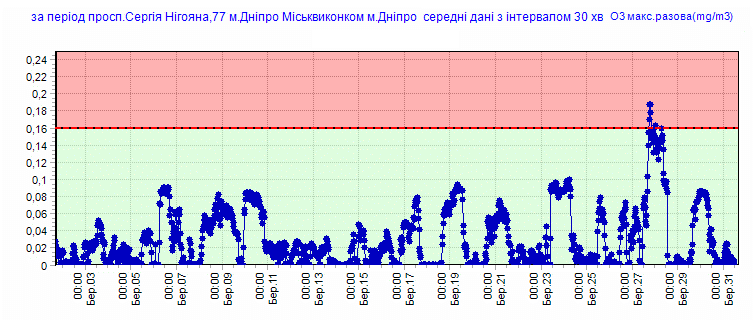 за період просп.Сергія Нігояна,77 м.Дніпро Міськвиконком м.Дніпро середні дані з інтервалом 30 хв O3 макс.разова(mg/m3)
0,24
0,22
0,2
0,18
0,16
0,14
0,12
0,1
0,08
0,06
0,04
0,02
0
00:00 Бер.03
00:00 Бер.05
00:00 Бер.07
00:00 Бер.09
00:00 Бер.11
00:00 Бер.13
00:00 Бер.15
00:00 Бер.17
00:00 Бер.19
00:00 Бер.21
00:00 Бер.23
00:00 Бер.25
00:00 Бер.27
00:00 Бер.29
00:00 Бер.31